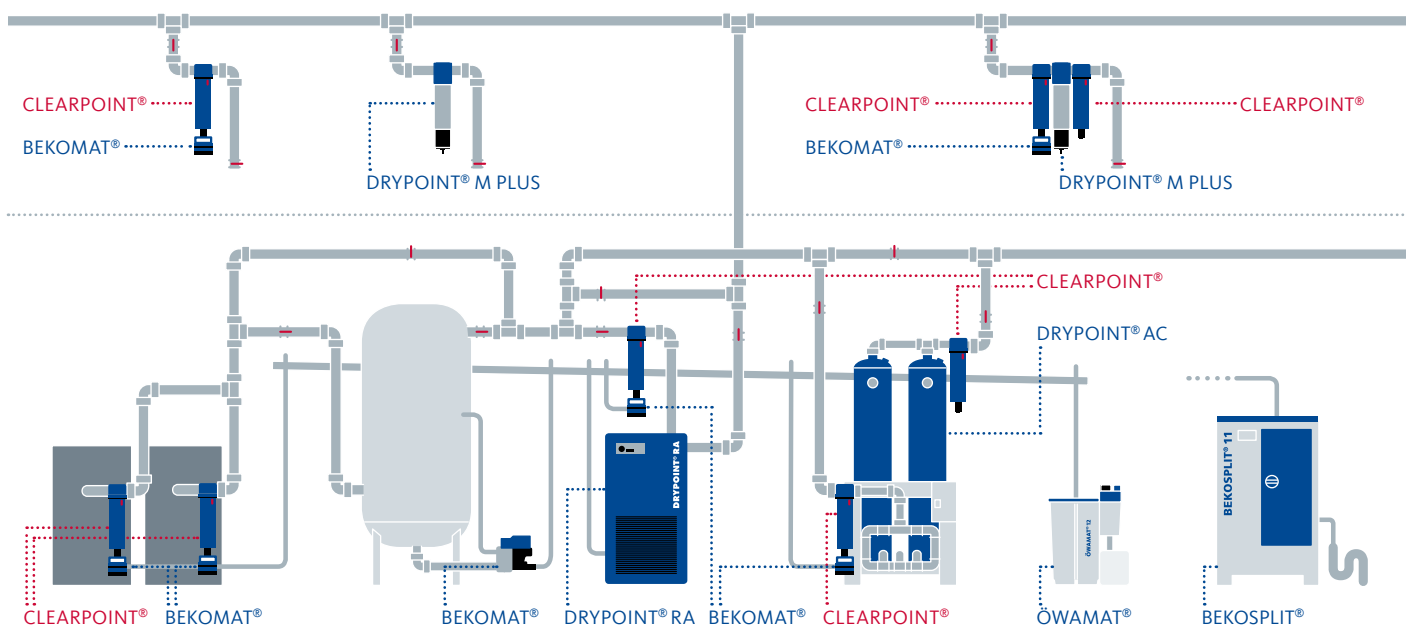 CLEARPOINT®
CLEARPOINT®
CLEARPOINT®
BEKOMAT®
BEKOMAT®
DRYPOINT® M PLUS
DRYPOINT® M PLUS
CLEARPOINT®
DRYPOINT® AC
DRYPOINT® RA
BEKOSPLIT® 11
ÖWAMAT® 12
CLEARPOINT®
BEKOMAT®
BEKOMAT®
DRYPOINT® RA
BEKOMAT®
CLEARPOINT®
ÖWAMAT®
BEKOSPLIT®